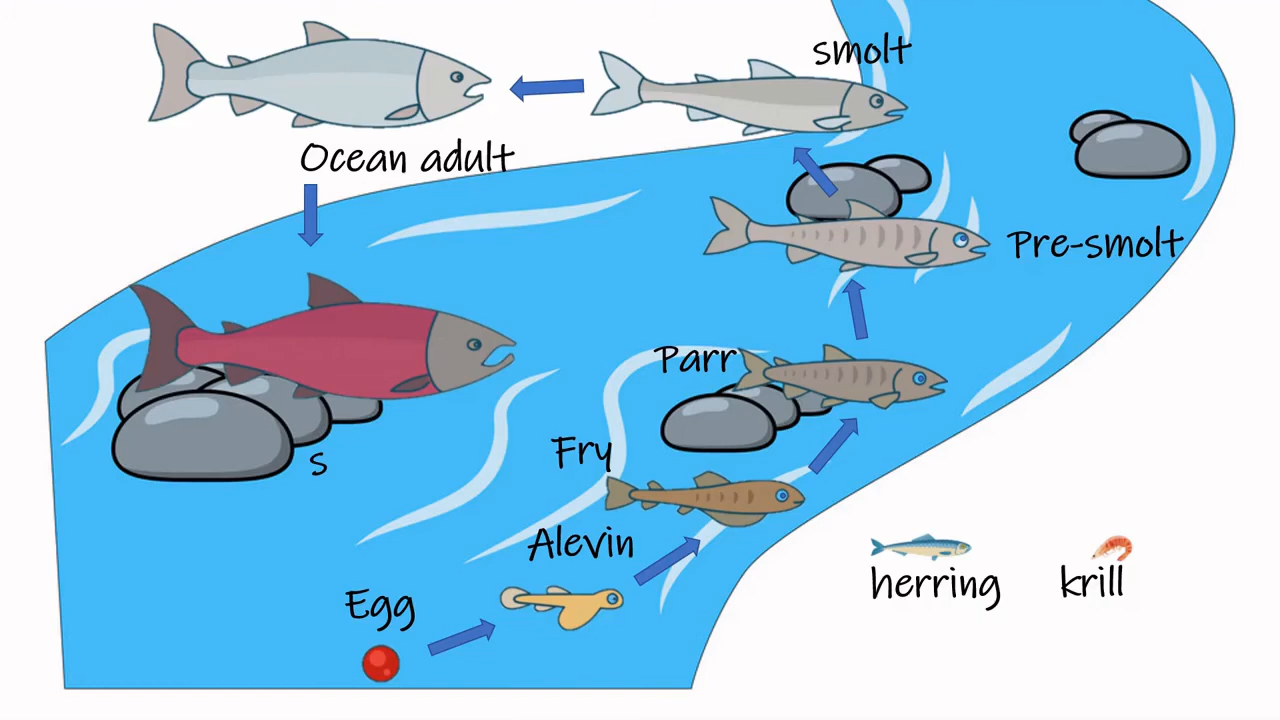 smolt
Ocean adult
Pre-smolt
Parr
Fry
s
Alevin
herring
krill
Egg